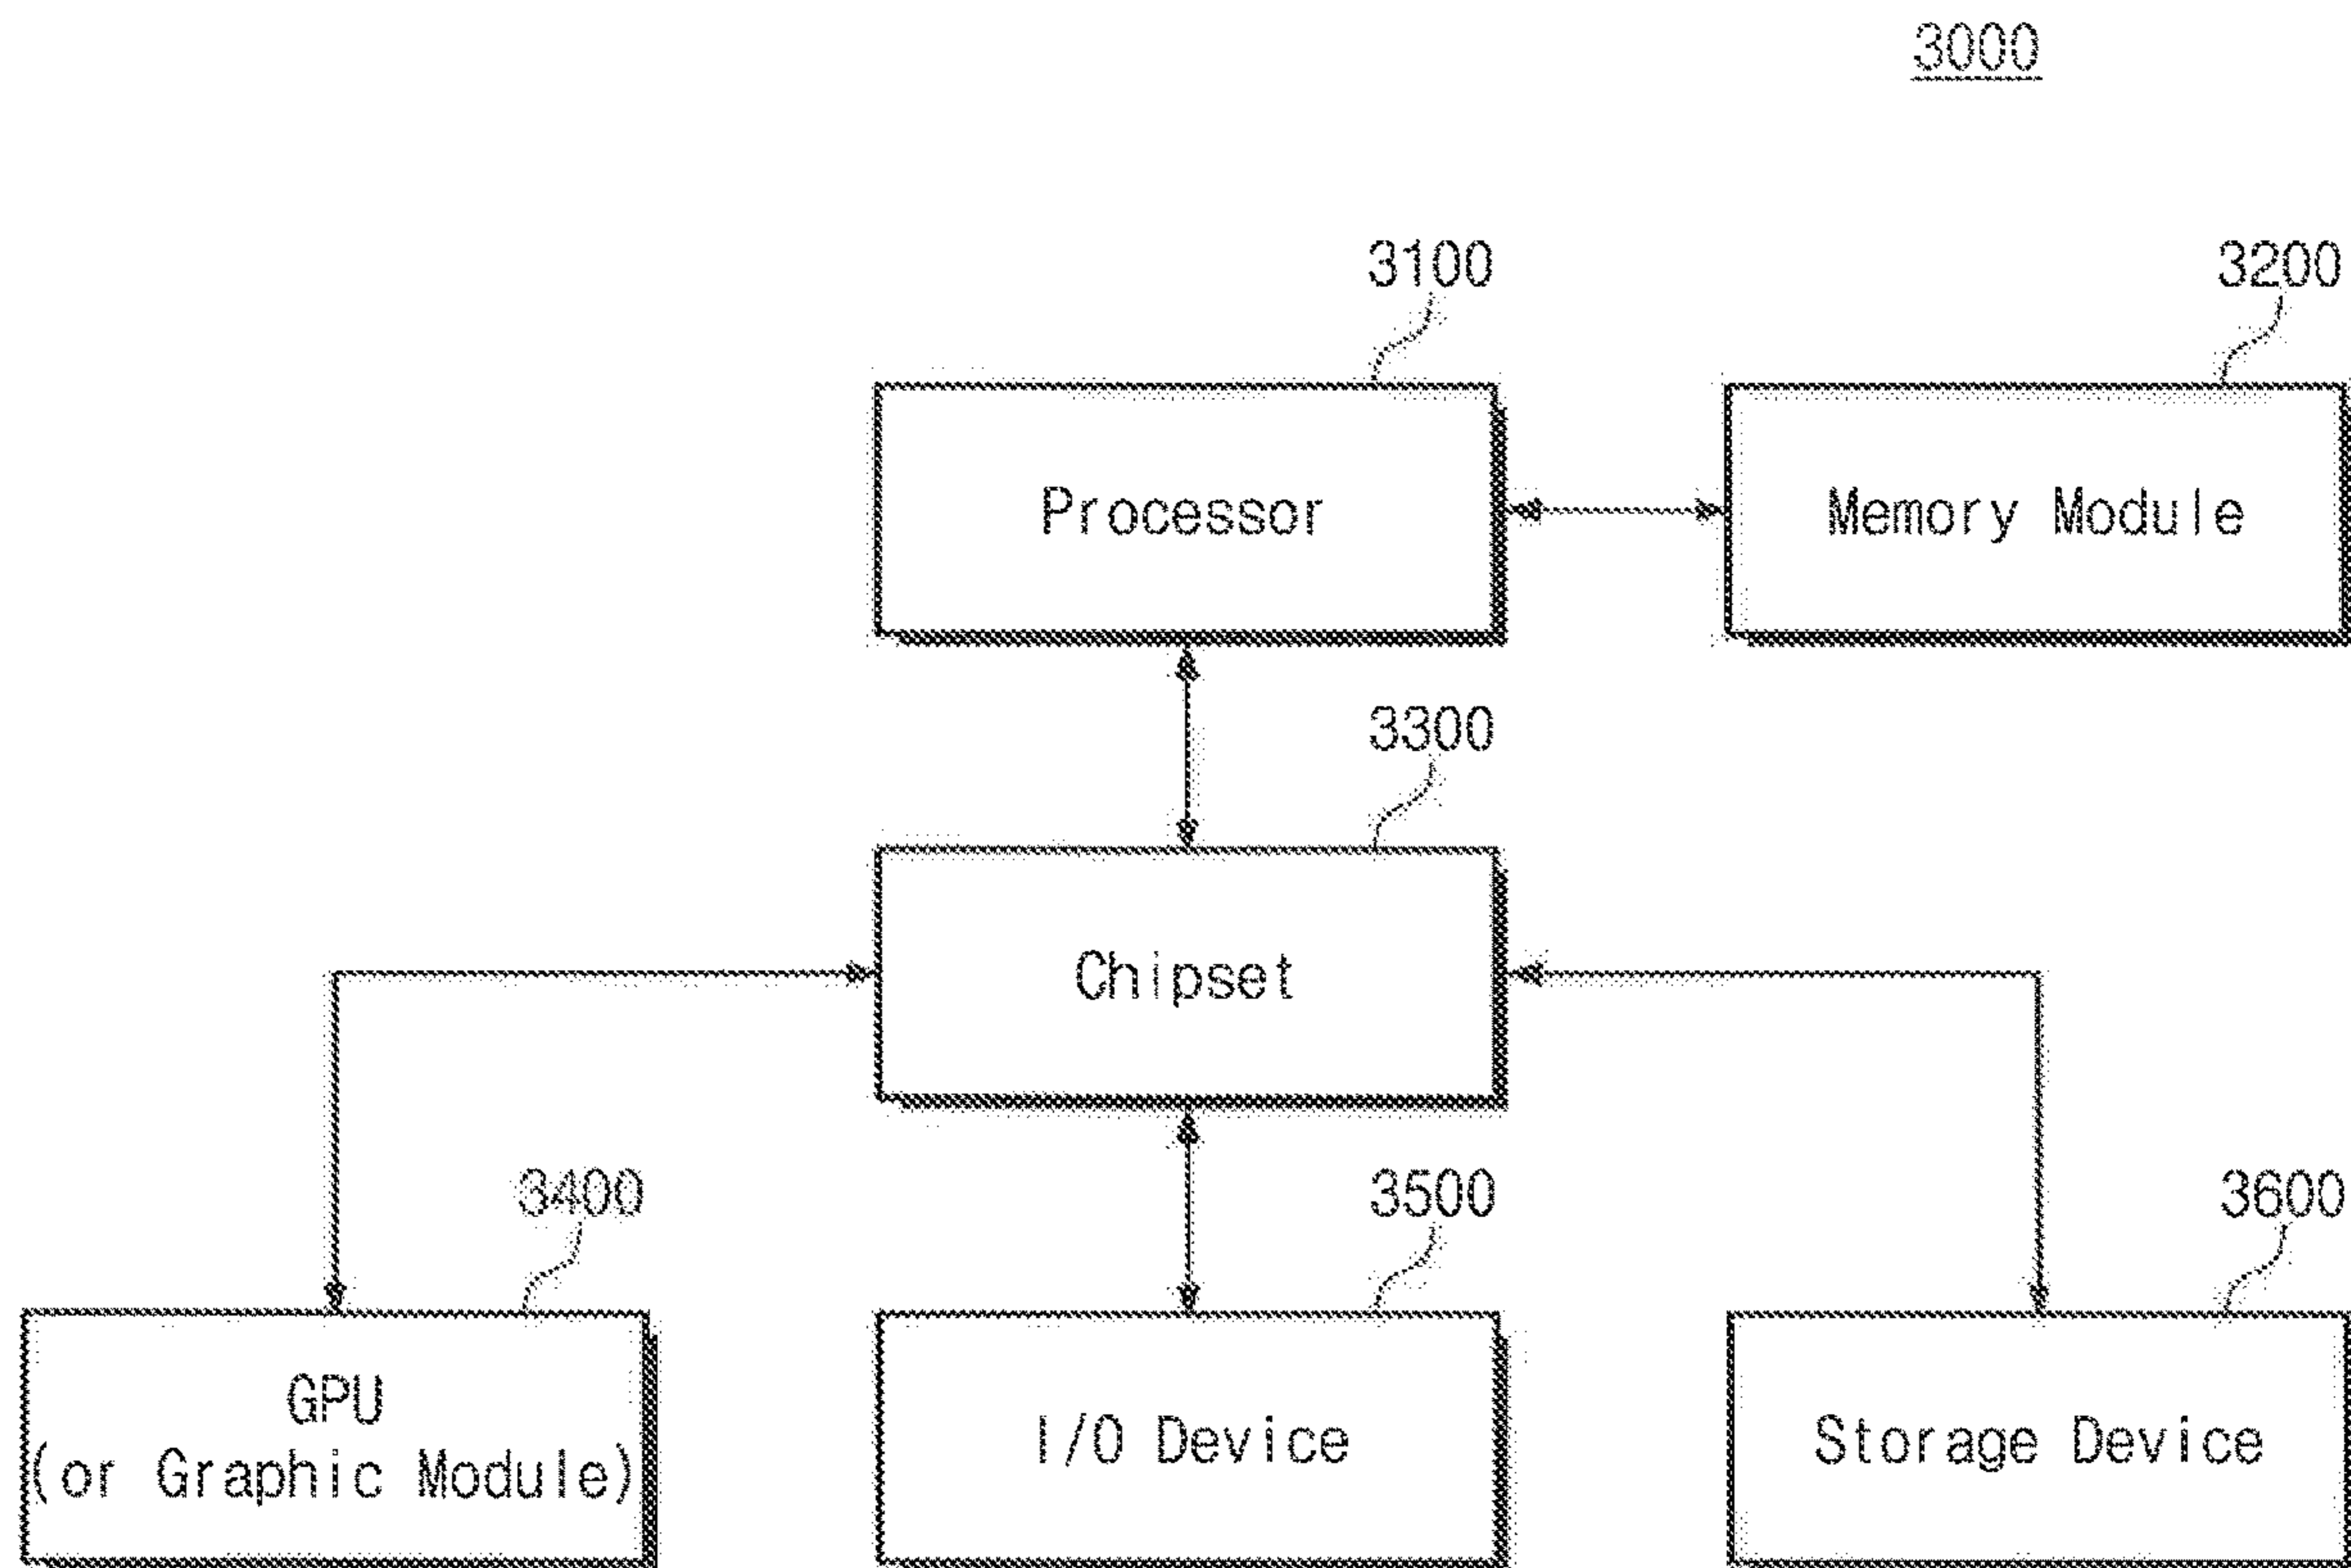 3000
3100
3200
Processor
Memory Module
3300
Chipset
3400
3500
3600
GPU
(or Graphic Module)
I/O Device
Storage Device